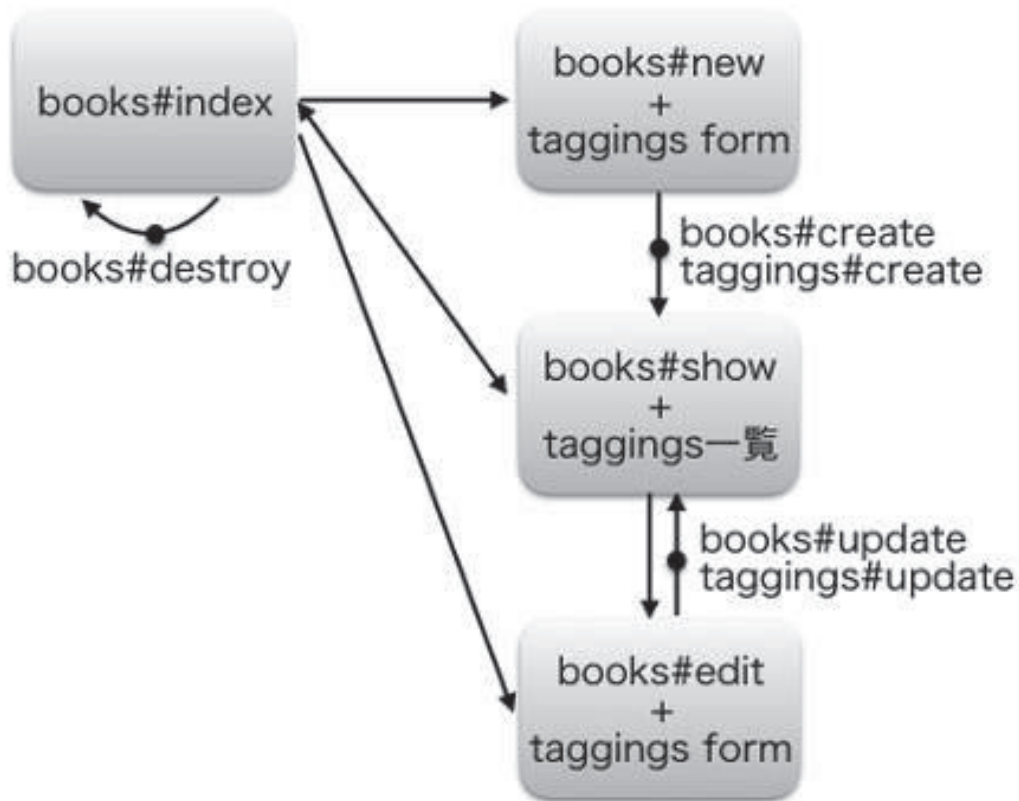 books#index
books#new
+
taggings form
books#destroy
books#create
taggings#create
books#show
+
taggings一覧
books#update
taggings#update
books#edit
+
taggings form